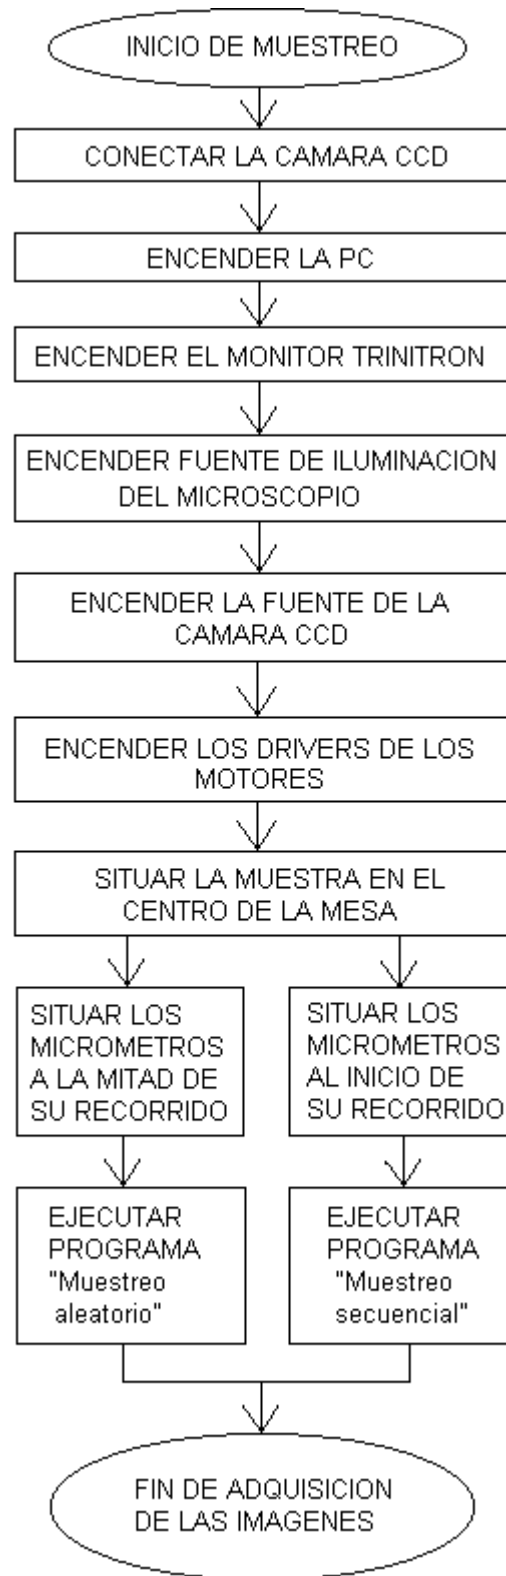 INICIO DE MUESTREO
CONECTAR LA CAMARA CCD
ENCENDER LA PC
ENCENDER EL MONITOR TRINITRON
ENCENDER FUENTE DE ILUMINACION
DEL MICROSCOPIO
ENCENDER LA FUENTE DE LA
CAMARA CCD
ENCENDER LOS DRIVERS DE LOS
MOTORES
SITUAR LA MUESTRA EN EL
CENTRO DE LA MESA
SITUAR LOS
MICROMETROS
A LA MITAD DE
SU RECORRIDO
SITUAR LOS
MICROMETROS
AL INICIO DE
SU RECORRIDO
EJECUTAR
PROGRAMA
"Muestreo
aleatorio"
EJECUTAR
PROGRAMA
"Muestreo
secuencial"
FIN DE ADQUISICION
DE LAS IMAGENES